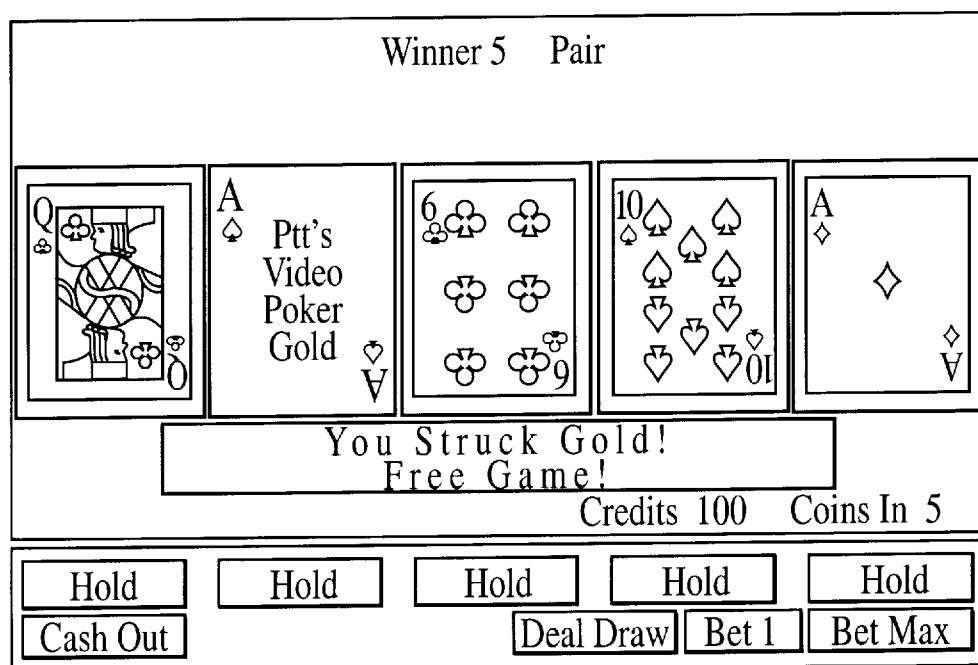 Winner 5 Pair
Q
Q
A
Ptt's
Video
Poker
Gold
A
6
6
10
10
A
A
You Struck Gold!
Free Game!
Credits 100 Coins In 5
Hold Hold Hold Hold Hold
Cash Out Deal Draw Bet 1 Bet Max